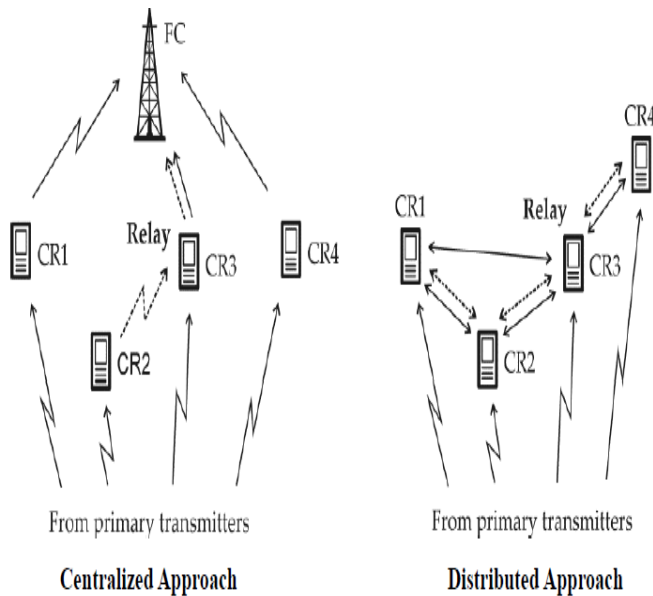 FC
CR1
Relay
CR3
CR4
CR2
From primary transmitters
Centralized Approach
CR4
CR1
Relay
CR3
CR2
From primary transmitters
Distributed Approach